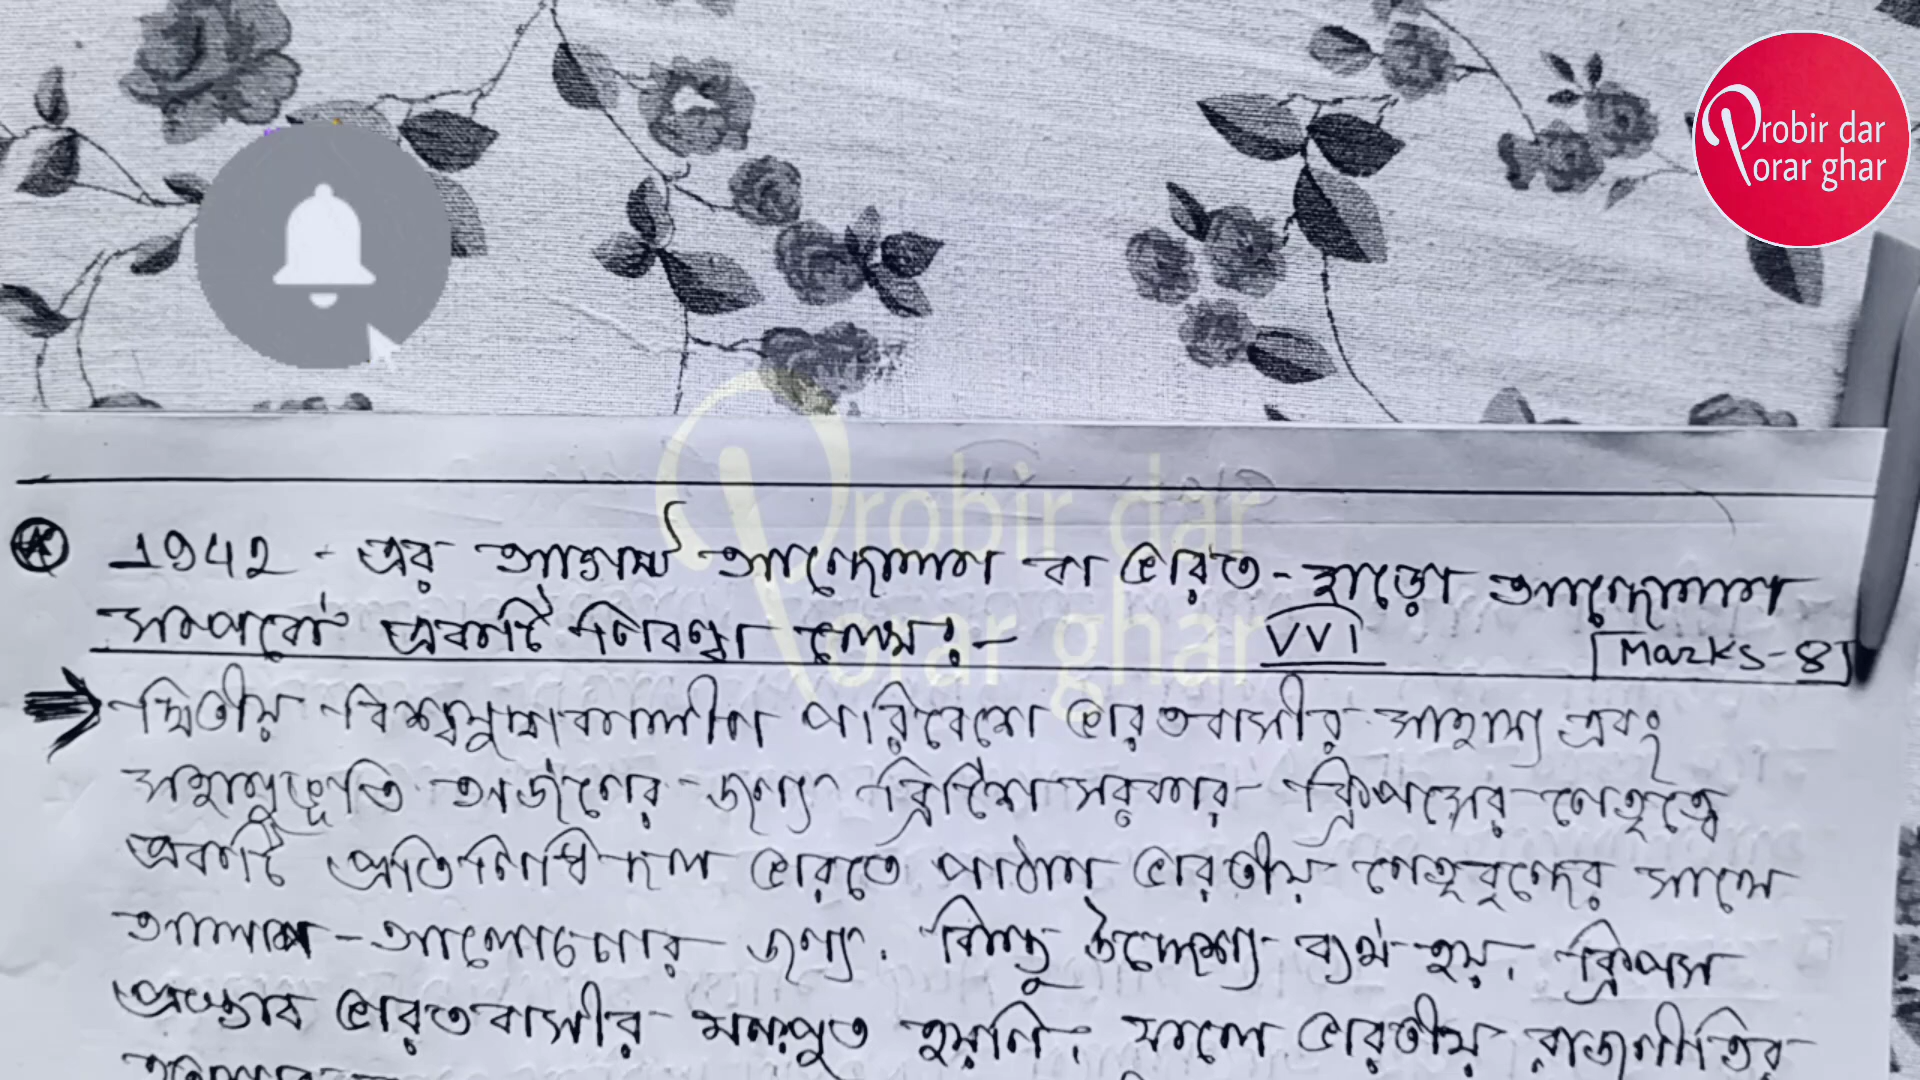 Probir dar
Porar ghar
1942 - এর আগস্ট আন্দোলন বা ভারত - ছাড়ো আন্দোলন
সম্পর্কে একটি নিবন্ধ লেখ :-
VVI
[Marks - 8]
দ্বিতীয় বিশ্বযুদ্ধকালীন পরিবেশে ভারতবাসীর সাহায্য এবং
সহানুভূতি অর্জনের জন্য ব্রিটিশ সরকার ক্রিপসের নেতৃত্বে
একটি প্রতিনিধি দল ভারতে পাঠান ভারতীয় নেতৃবৃন্দের সাথে
আলাপ - আলোচনার জন্য। কিন্তু উদ্দেশ্য ব্যর্থ হয়। ক্রিপস
প্রস্তাব ভারতবাসীর মনঃপুত হয়নি। ফলে ভারতীয় রাজনীতির